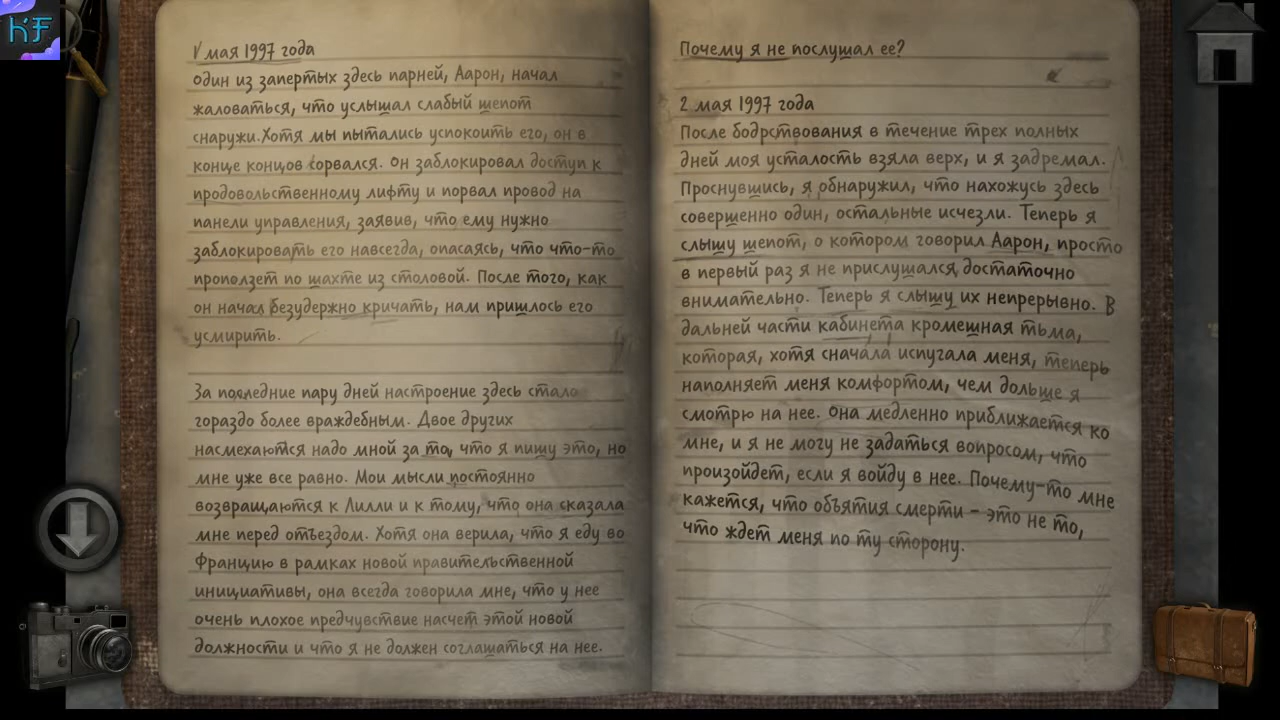 KF
1 мая 1997 года
Один из запертых здесь парней, Аарон, начал
жаловаться, что услышал слабый шепот
снаружи.Хотя мы пытались успокоить его, он в
конце концов сорвался. Он заблокировал доступ к
продовольственному лифту и порвал провод на
панели управления, заявив, что ему нужно
заблокировать его навсегда, опасаясь, что что-то
проползет по шахте из столовой. После того, как
он начал безудержно кричать, нам пришлось его
усмирить.
За последние пару дней настроение здесь стало
гораздо более враждебным. Двое других
насмехаются надо мной за то, что я пишу это, но
мне уже все равно. Мои мысли постоянно
возвращаются к Лилли и к тому, что она сказала
мне перед отъездом. Хотя она верила, что я еду во
Францию в рамках новой правительственной
инициативы, она всегда говорила мне, что у нее
очень плохое предчувствие насчет этой новой
должности и что я не должен соглашаться на нее.
Почему я не послушал ее?
2 мая 1997 года
После бодрствования в течение трех полных
дней моя усталость взяла верх, и я задремал.
Проснувшись, я обнаружил, что нахожусь здесь
совершенно один, остальные исчезли. Теперь я
слышу шепот, о котором говорил Аарон, просто
в первый раз я не прислушался достаточно
внимательно. Теперь я слышу их непрерывно. В
дальней части кабинета кромешная тьма,
которая, хотя сначала испугала меня, теперь
наполняет меня комфортом, чем дольше я
смотрю на нее. Она медленно приближается ко
мне, и я не могу не задаться вопросом, что
произойдет, если я войду в нее. Почему-то мне
кажется, что объятия смерти - это не то,
что ждет меня по ту сторону.